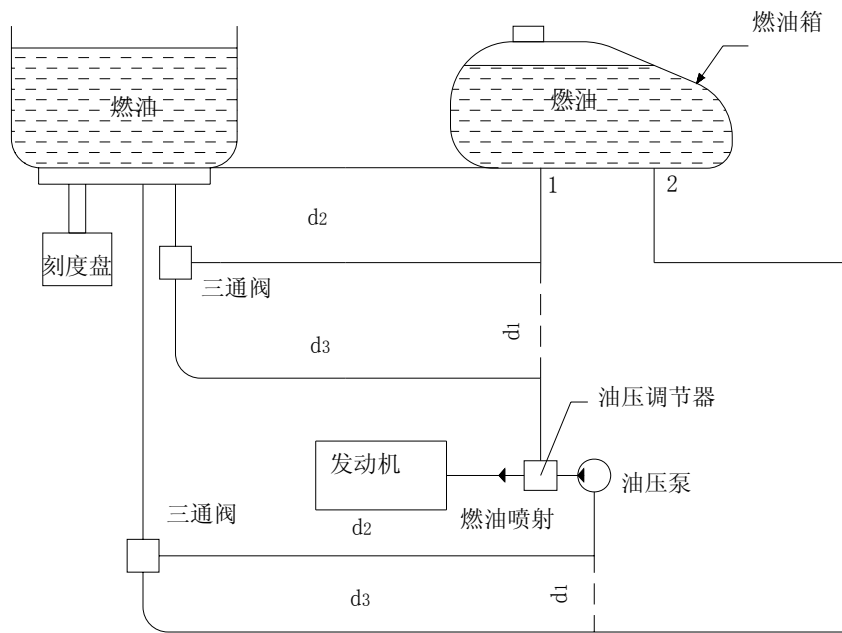 燃油箱
燃油
燃油
1
2
d2
刻度盘
三通阀
d1
d3
油压调节器
发动机
油压泵
燃油喷射
三通阀
d2
d3
d1